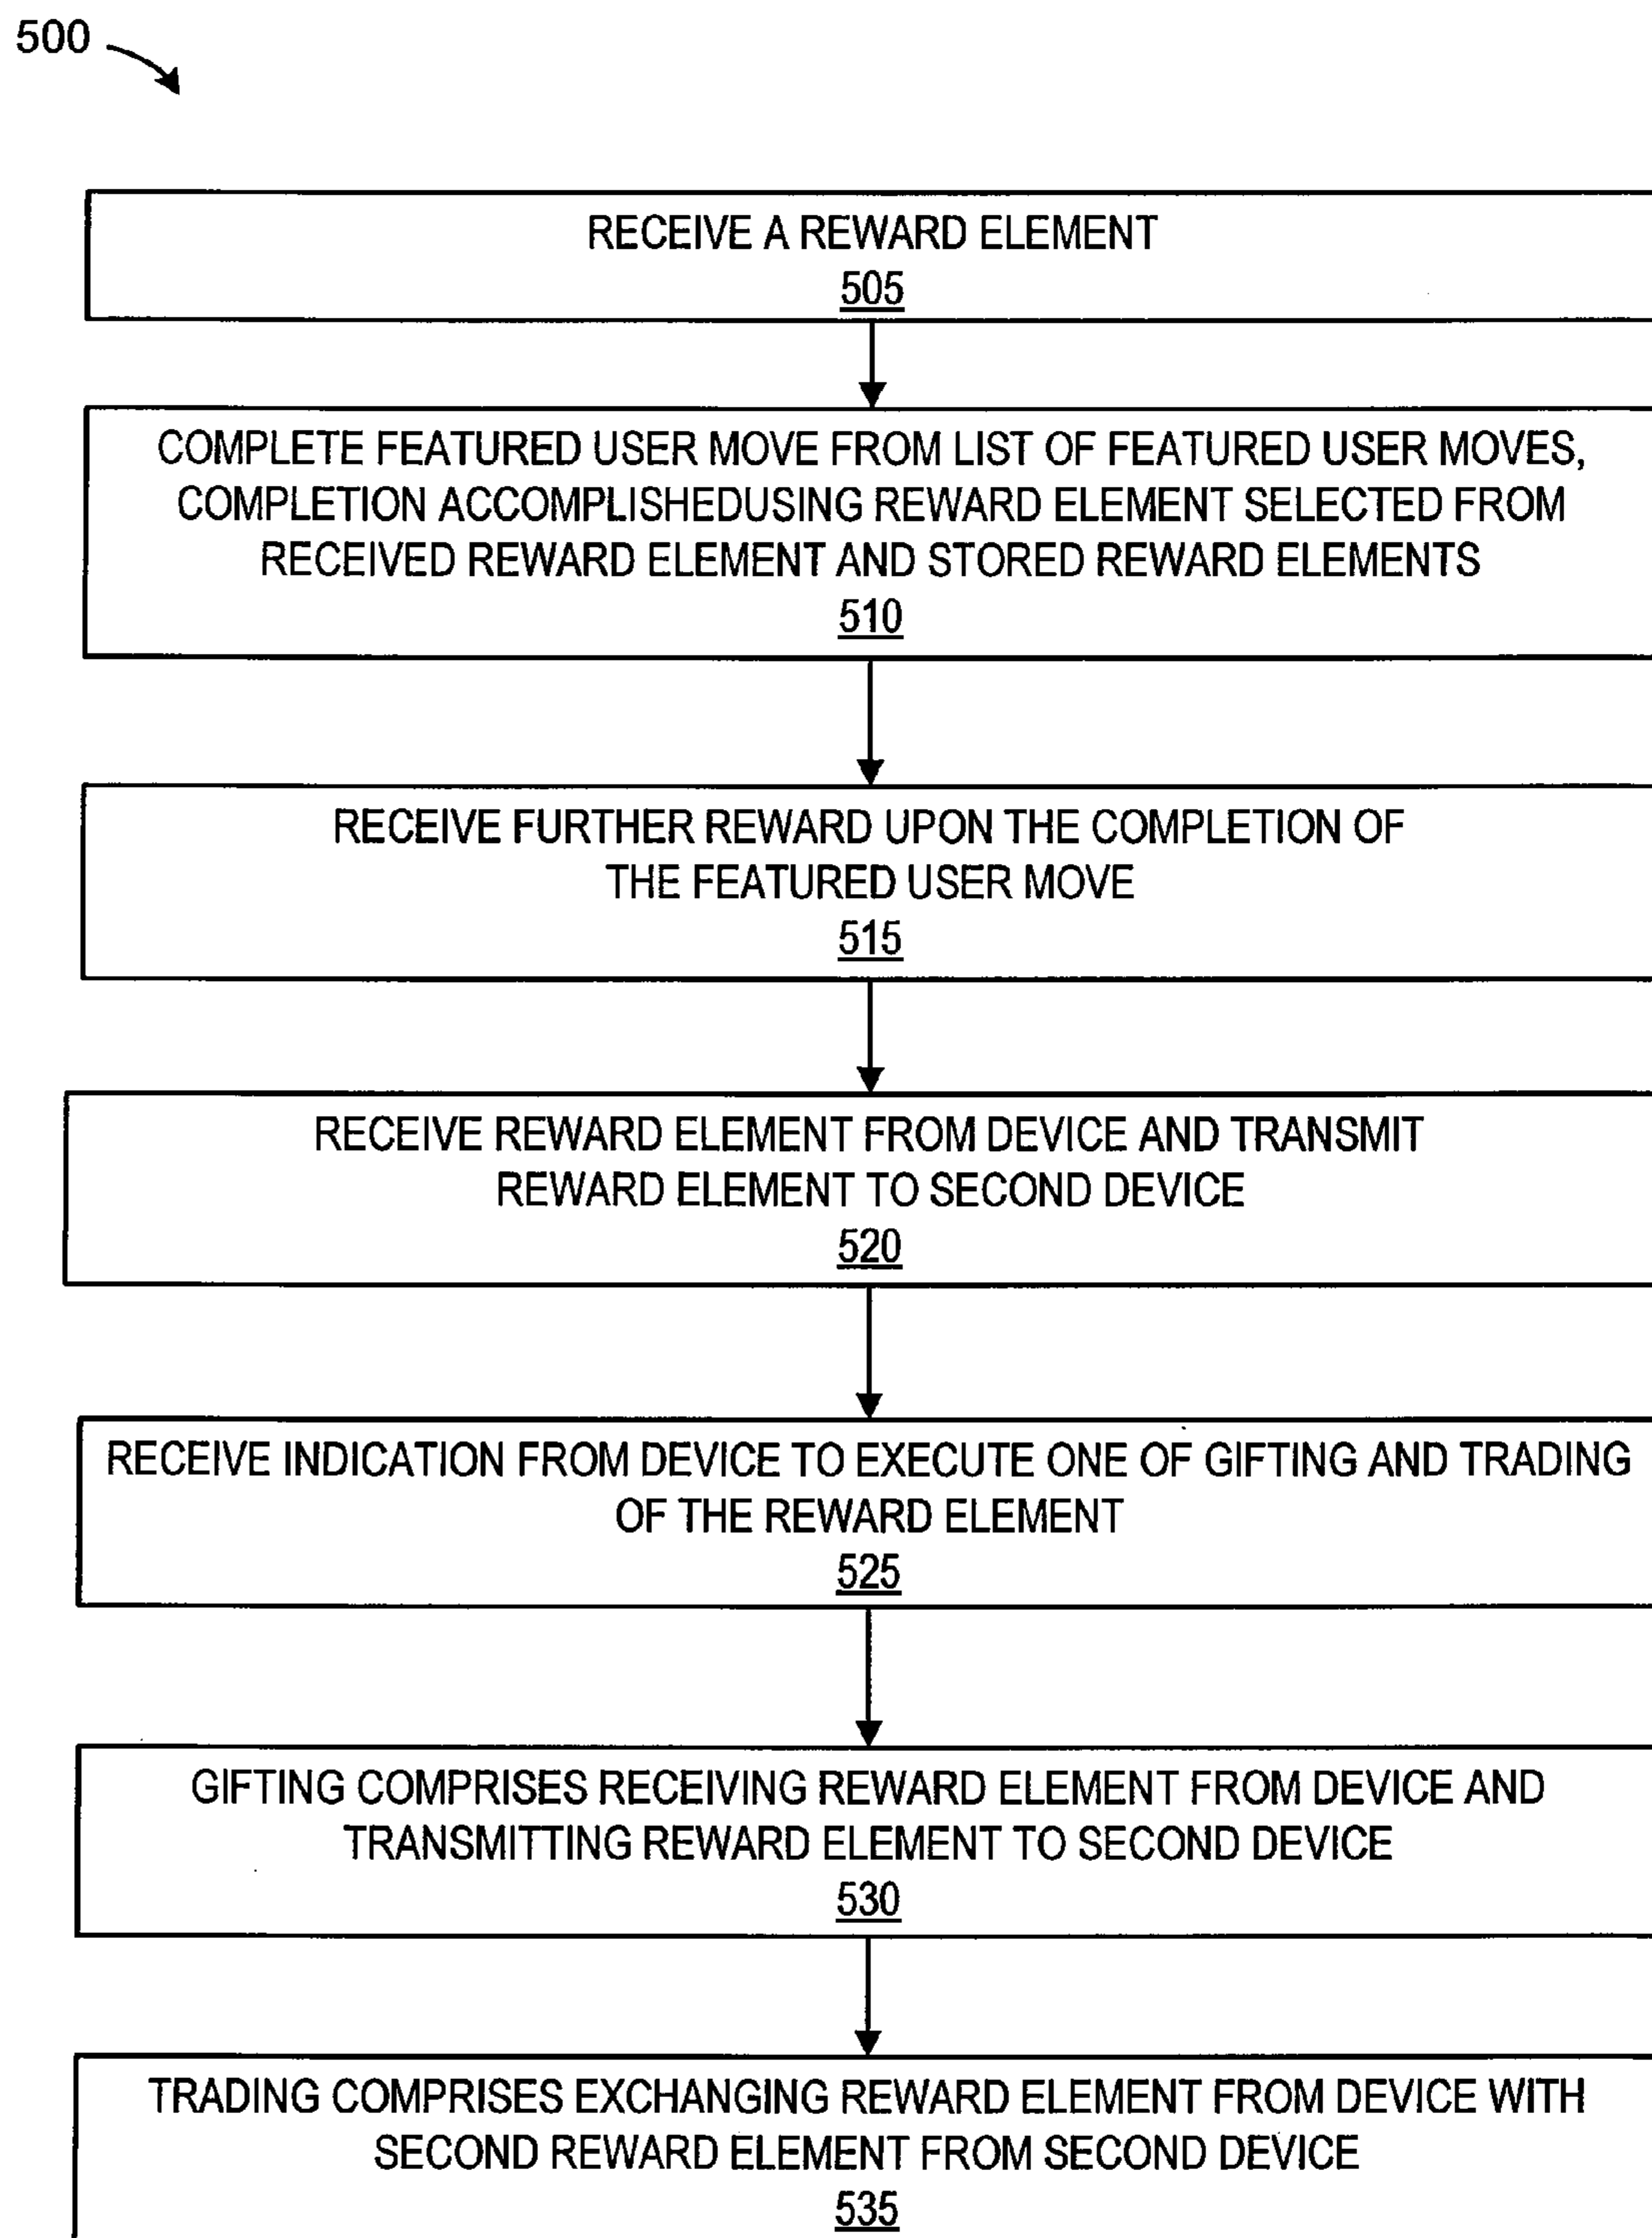 500
RECEIVE A REWARD ELEMENT
505
COMPLETE FEATURED USER MOVE FROM LIST OF FEATURED USER MOVES,
COMPLETION ACCOMPLISHEDUSING REWARD ELEMENT SELECTED FROM
RECEIVED REWARD ELEMENT AND STORED REWARD ELEMENTS
510
RECEIVE FURTHER REWARD UPON THE COMPLETION OF
THE FEATURED USER MOVE
515
RECEIVE REWARD ELEMENT FROM DEVICE AND TRANSMIT
REWARD ELEMENT TO SECOND DEVICE
520
RECEIVE INDICATION FROM DEVICE TO EXECUTE ONE OF GIFTING AND TRADING
OF THE REWARD ELEMENT
525
GIFTING COMPRISES RECEIVING REWARD ELEMENT FROM DEVICE AND
TRANSMITTING REWARD ELEMENT TO SECOND DEVICE
530
TRADING COMPRISES EXCHANGING REWARD ELEMENT FROM DEVICE WITH
SECOND REWARD ELEMENT FROM SECOND DEVICE
535